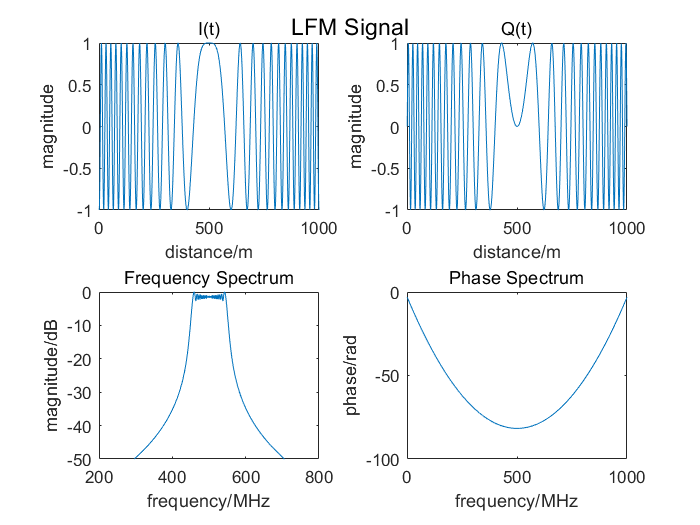 LFM Signal
I(t)
1
0.5
0
-0.5
-1
magnitude
0
500
1000
distance/m
Q(t)
1
0.5
0
-0.5
-1
magnitude
0
500
1000
distance/m
Frequency Spectrum
0
-10
-20
-30
-40
-50
magnitude/dB
200
400
600
800
frequency/MHz
Phase Spectrum
0
-50
-100
phase/rad
0
500
1000
frequency/MHz